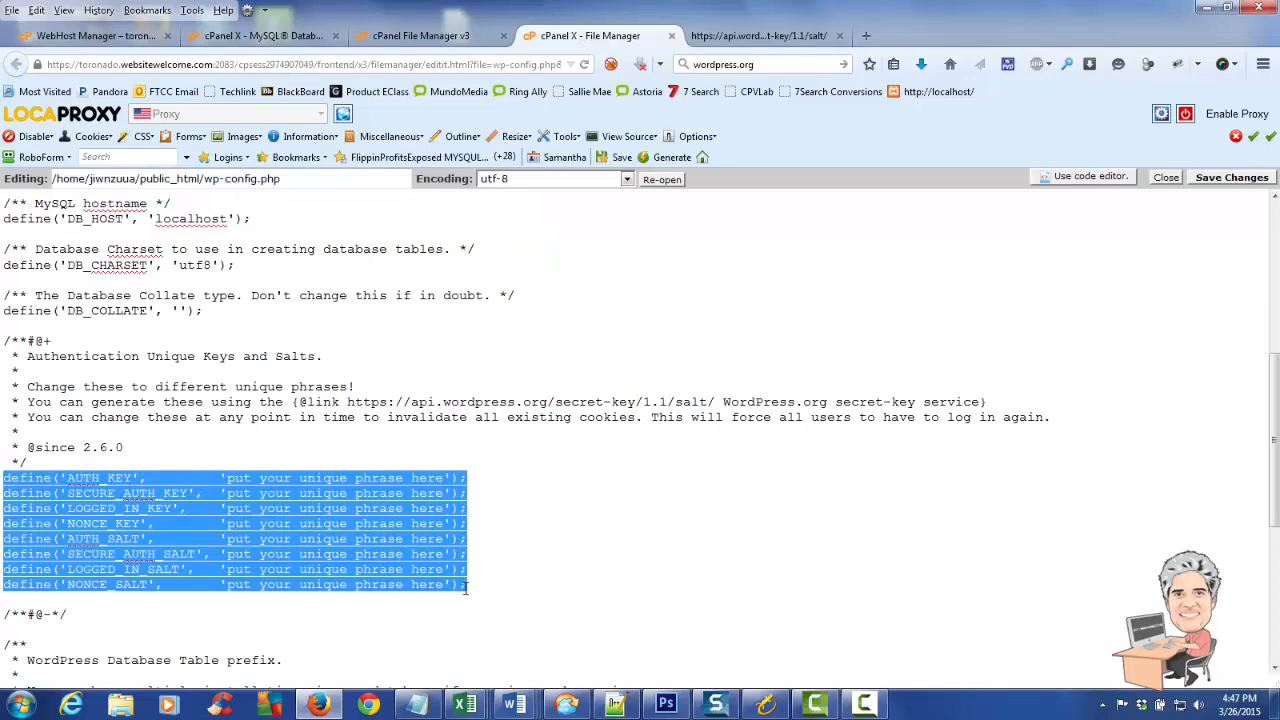 File Edit View History Bookmarks Tools Help
WebHost Manager – toron... × cPanel X - MySQL® Datab... × cPanel File Manager v3 × cPanel X - File Manager × https://api.word...t-key/1.1/salt/ ×
https://toronado.websitewelcome.com:2083/cpsess2974907049/frontend/x3/filemanager/editit.html?file=wp-config.php& wordpress.org
Most Visited Pandora FTCC Email Techlink BlackBoard Product EClass MundoMedia Ring Ally Sallie Mae Astoria 7 Search CPVLab 7Search Conversions http://localhost/
LOCAPROXY Proxy Enable Proxy
Disable Cookies CSS Forms Images Information Miscellaneous Outline Resize Tools View Source Options
RoboForm Search Logins Bookmarks FlippinProfitsExposed MYSQL... (+28) Samantha Save Generate
Editing: /home/jiwnzuua/public_html/wp-config.php Encoding: utf-8 Re-open Use code editor. Close Save Changes
/** MySQL hostname */
define('DB_HOST', 'localhost');
/** Database Charset to use in creating database tables. */
define('DB_CHARSET', 'utf8');
/** The Database Collate type. Don't change this if in doubt. */
define('DB_COLLATE', '');
/**#@+
* Authentication Unique Keys and Salts.
*
* Change these to different unique phrases!
* You can generate these using the {@link https://api.wordpress.org/secret-key/1.1/salt/ WordPress.org secret-key service}
* You can change these at any point in time to invalidate all existing cookies. This will force all users to have to log in again.
*
* @since 2.6.0
*/
define('AUTH_KEY', 'put your unique phrase here');
define('SECURE_AUTH_KEY', 'put your unique phrase here');
define('LOGGED_IN_KEY', 'put your unique phrase here');
define('NONCE_KEY', 'put your unique phrase here');
define('AUTH_SALT', 'put your unique phrase here');
define('SECURE_AUTH_SALT', 'put your unique phrase here');
define('LOGGED_IN_SALT', 'put your unique phrase here');
define('NONCE_SALT', 'put your unique phrase here');
/**#@-*/
/**
* WordPress Database Table prefix.
*
4:47 PM
3/26/2015